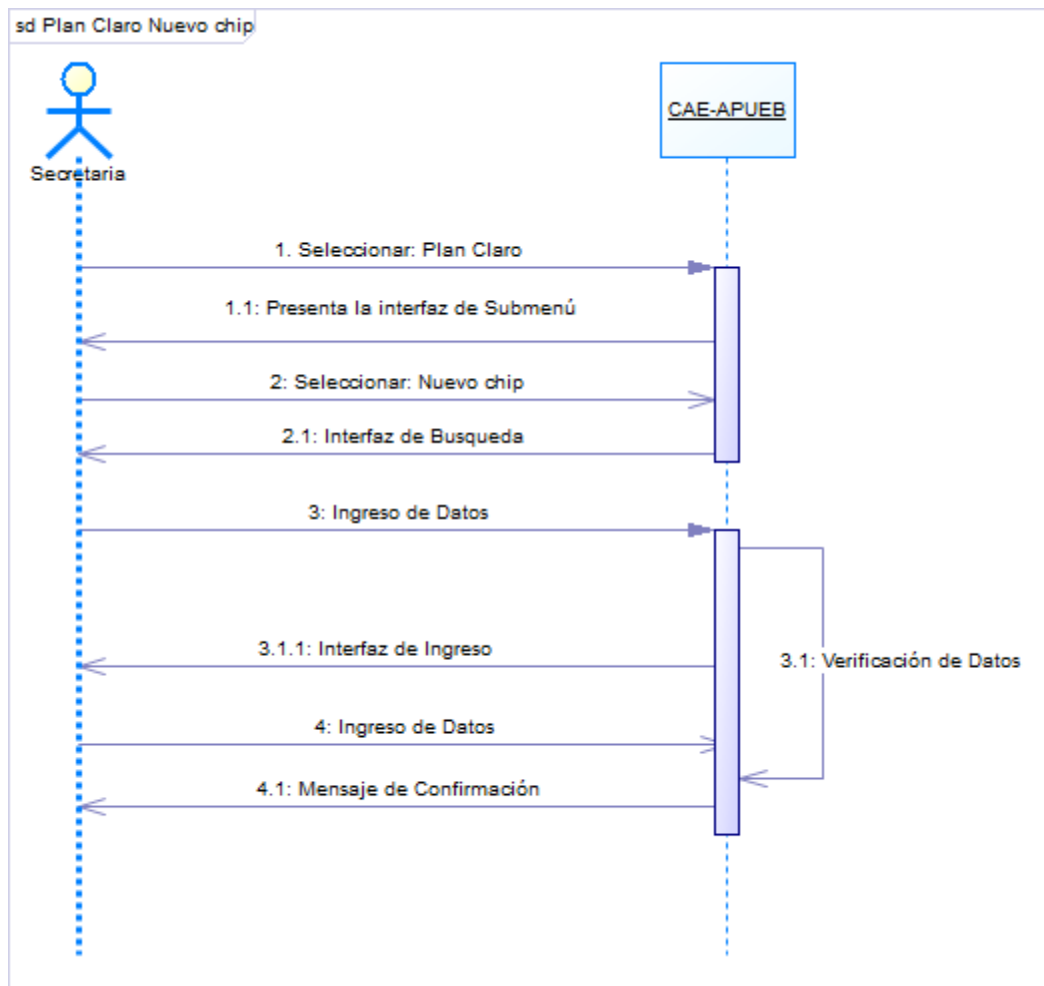 sd Plan Claro Nuevo chip
Secretaria
CAE-APUEB
1. Seleccionar: Plan Claro
1.1: Presenta la interfaz de Submenú
2: Seleccionar: Nuevo chip
2.1: Interfaz de Busqueda
3: Ingreso de Datos
3.1.1: Interfaz de Ingreso
3.1: Verificación de Datos
4: Ingreso de Datos
4.1: Mensaje de Confirmación